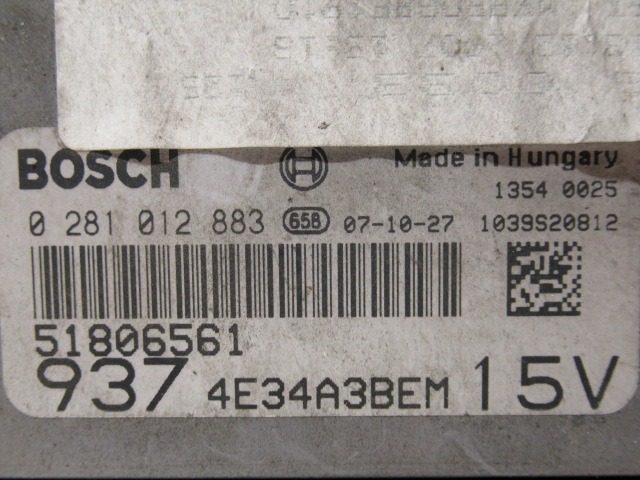 BOSCH Made in Hungary
1354 0025
0 281 012 883 658 07-10-27 1039S20812
51806561
937 4E34A3BEM 15V